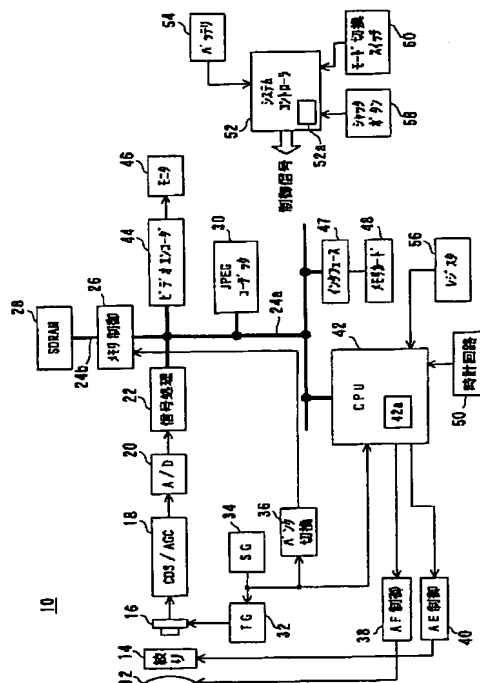 10
12
14
絞り
16
18
CDS/AGC
20
A/D
22
信号処理
24b
26
メモリ制御
28
SDRAM
44
ビデオエンコーダ
46
モニタ
30
JPEG
コーデック
24a
32
TG
34
SG
36
バンク切換
38
AF制御
40
AE制御
42
CPU
42a
47
インタフェース
48
メモリカード
50
時計回路
56
レジスタ
制御信号
52
システム
コントローラ
52a
54
バッテリ
58
シャッタ
ボタン
60
モード切換
スイッチ